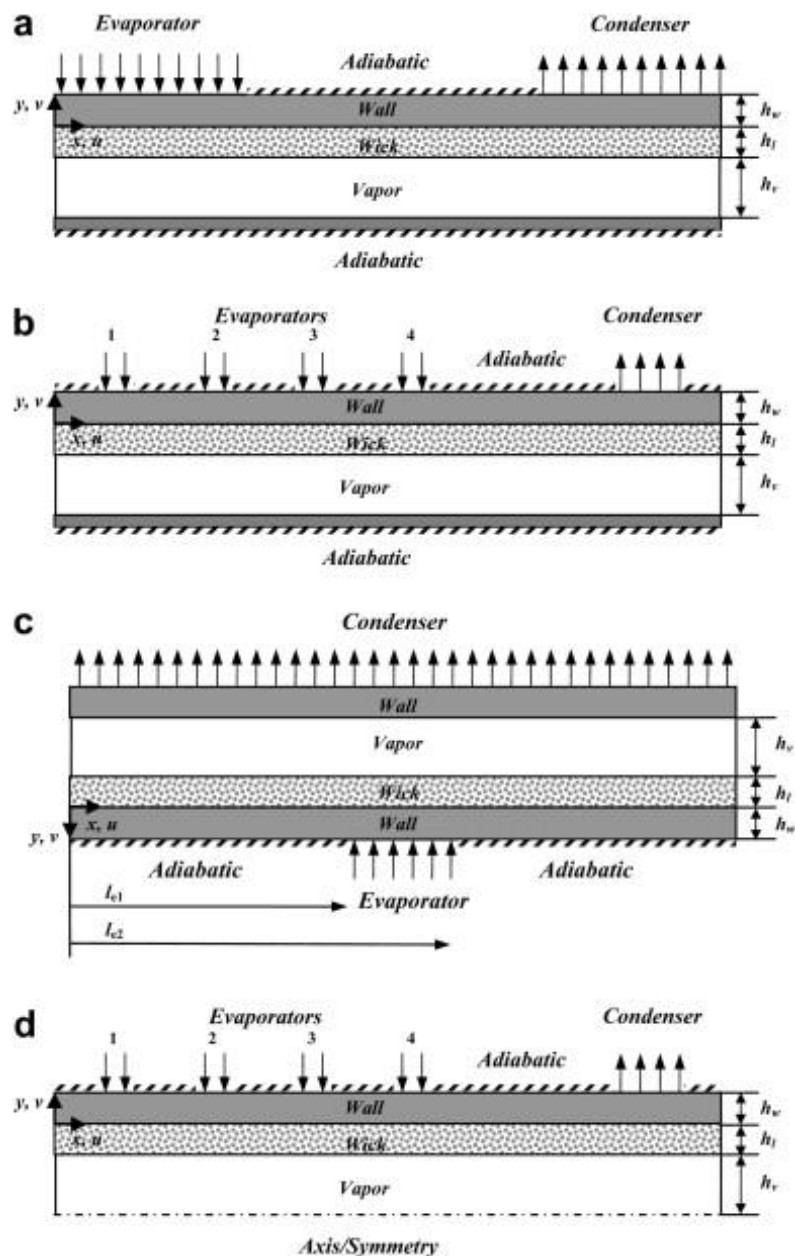 a
Evaporator Condenser
Adiabatic
y, v
Wall
h_w
x, u
Wick
h_l
Vapor
h_v
Adiabatic
b
Evaporators Condenser
1 2 3 4
Adiabatic
y, v
Wall
h_w
x, u
Wick
h_l
Vapor
h_v
Adiabatic
c
Condenser
Wall
Vapor
h_v
Wick
h_l
x, u
y, v
Wall
h_w
Adiabatic Adiabatic
l_e1 Evaporator
l_e2
d
Evaporators Condenser
1 2 3 4
Adiabatic
y, v
Wall
h_w
x, u
Wick
h_l
Vapor
h_v
Axis/Symmetry